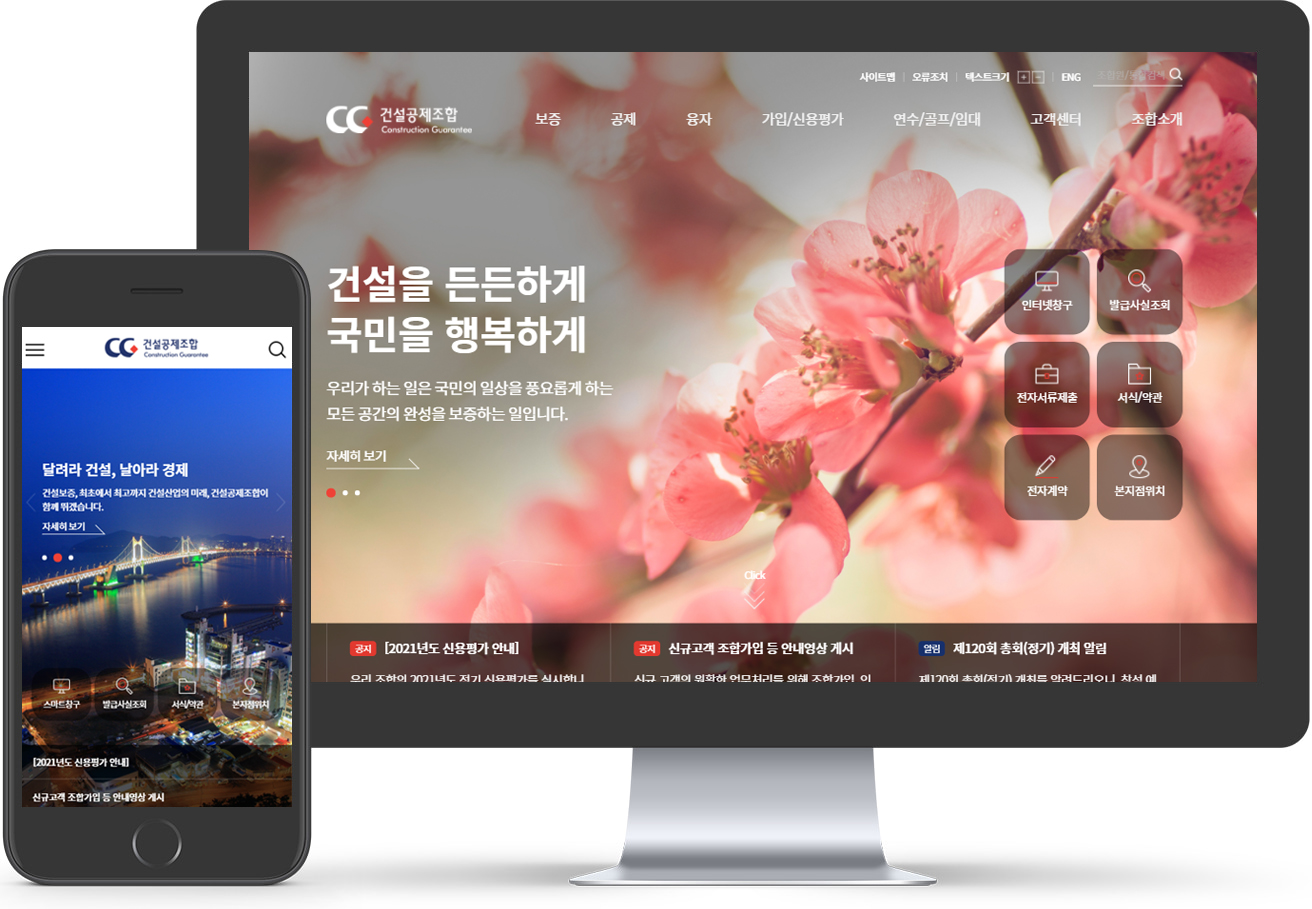 사이트맵 오류조치 텍스트크기 + - ENG 조합원/통합검색
CC 건설공제조합
Construction Guarantee
보증 공제 융자 가입/신용평가 연수/골프/임대 고객센터 조합소개
건설을 든든하게
국민을 행복하게
우리가 하는 일은 국민의 일상을 풍요롭게 하는
모든 공간의 완성을 보증하는 일입니다.
자세히 보기
인터넷창구 발급사실조회
전자서류제출 서식/약관
전자계약 본지점위치
Click
공지 [2021년도 신용평가 안내]
우리 조합의 2021년도 정기 신용평가를 실시합니
공지 신규고객 조합가입 등 안내영상 게시
신규 고객의 원활한 업무처리를 위해 조합가입, 인
알림 제120회 총회(정기) 개최 알림
제120회 총회(정기) 개최를 알려드리오니, 참석 예
CC 건설공제조합
Construction Guarantee
달려라 건설, 날아라 경제
건설보증, 최초에서 최고까지 건설산업의 미래, 건설공제조합이
함께 뛰겠습니다.
자세히 보기
스마트창구 발급사실조회 서식/약관 본지점위치
[2021년도 신용평가 안내]
신규고객 조합가입 등 안내영상 게시